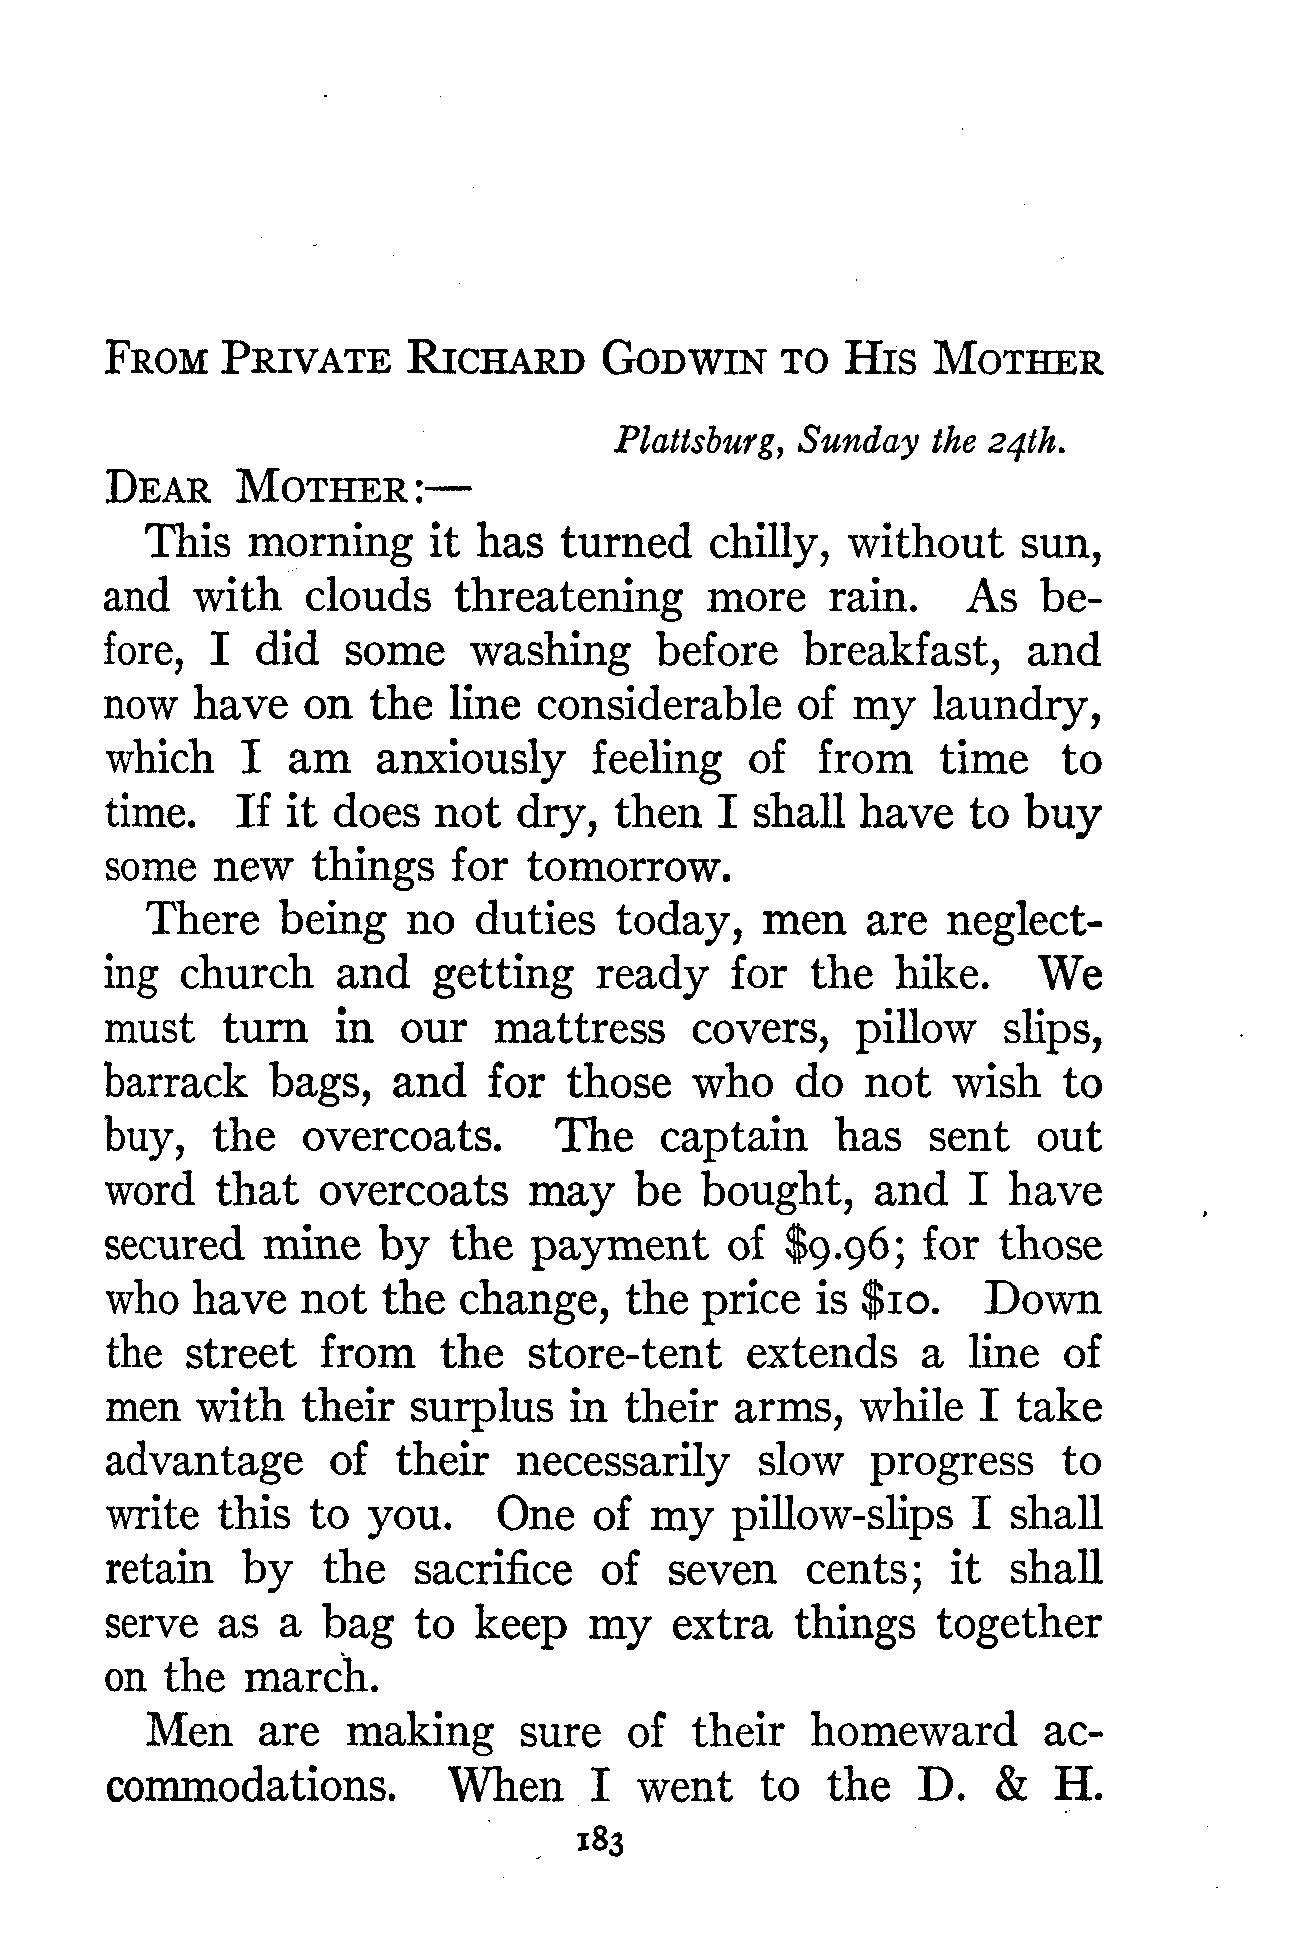 From Private Richard Godwin to His Mother
Plattsburg, Sunday the 24th.
Dear Mother:—
This morning it has turned chilly, without sun,
and with clouds threatening more rain. As be-
fore, I did some washing before breakfast, and
now have on the line considerable of my laundry,
which I am anxiously feeling of from time to
time. If it does not dry, then I shall have to buy
some new things for tomorrow.
There being no duties today, men are neglect-
ing church and getting ready for the hike. We
must turn in our mattress covers, pillow slips,
barrack bags, and for those who do not wish to
buy, the overcoats. The captain has sent out
word that overcoats may be bought, and I have
secured mine by the payment of $9.96; for those
who have not the change, the price is $10. Down
the street from the store-tent extends a line of
men with their surplus in their arms, while I take
advantage of their necessarily slow progress to
write this to you. One of my pillow-slips I shall
retain by the sacrifice of seven cents; it shall
serve as a bag to keep my extra things together
on the march.
Men are making sure of their homeward ac-
commodations. When I went to the D. & H.
183